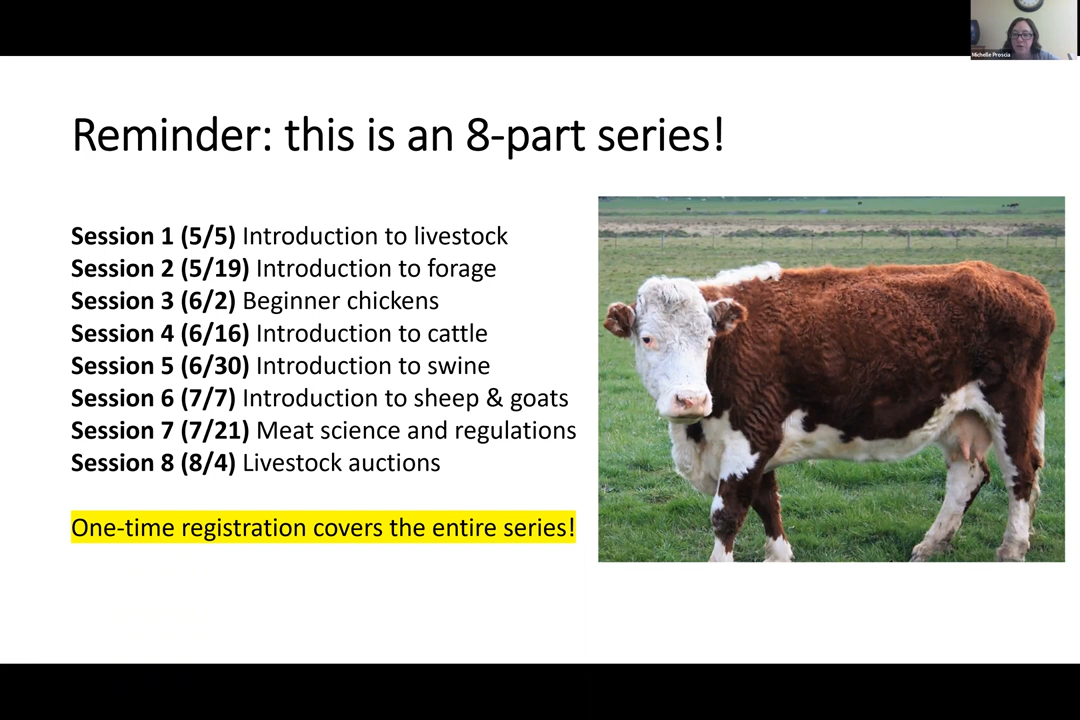 Michelle Proscia
Reminder: this is an 8-part series!
Session 1 (5/5) Introduction to livestock
Session 2 (5/19) Introduction to forage
Session 3 (6/2) Beginner chickens
Session 4 (6/16) Introduction to cattle
Session 5 (6/30) Introduction to swine
Session 6 (7/7) Introduction to sheep & goats
Session 7 (7/21) Meat science and regulations
Session 8 (8/4) Livestock auctions
One-time registration covers the entire series!